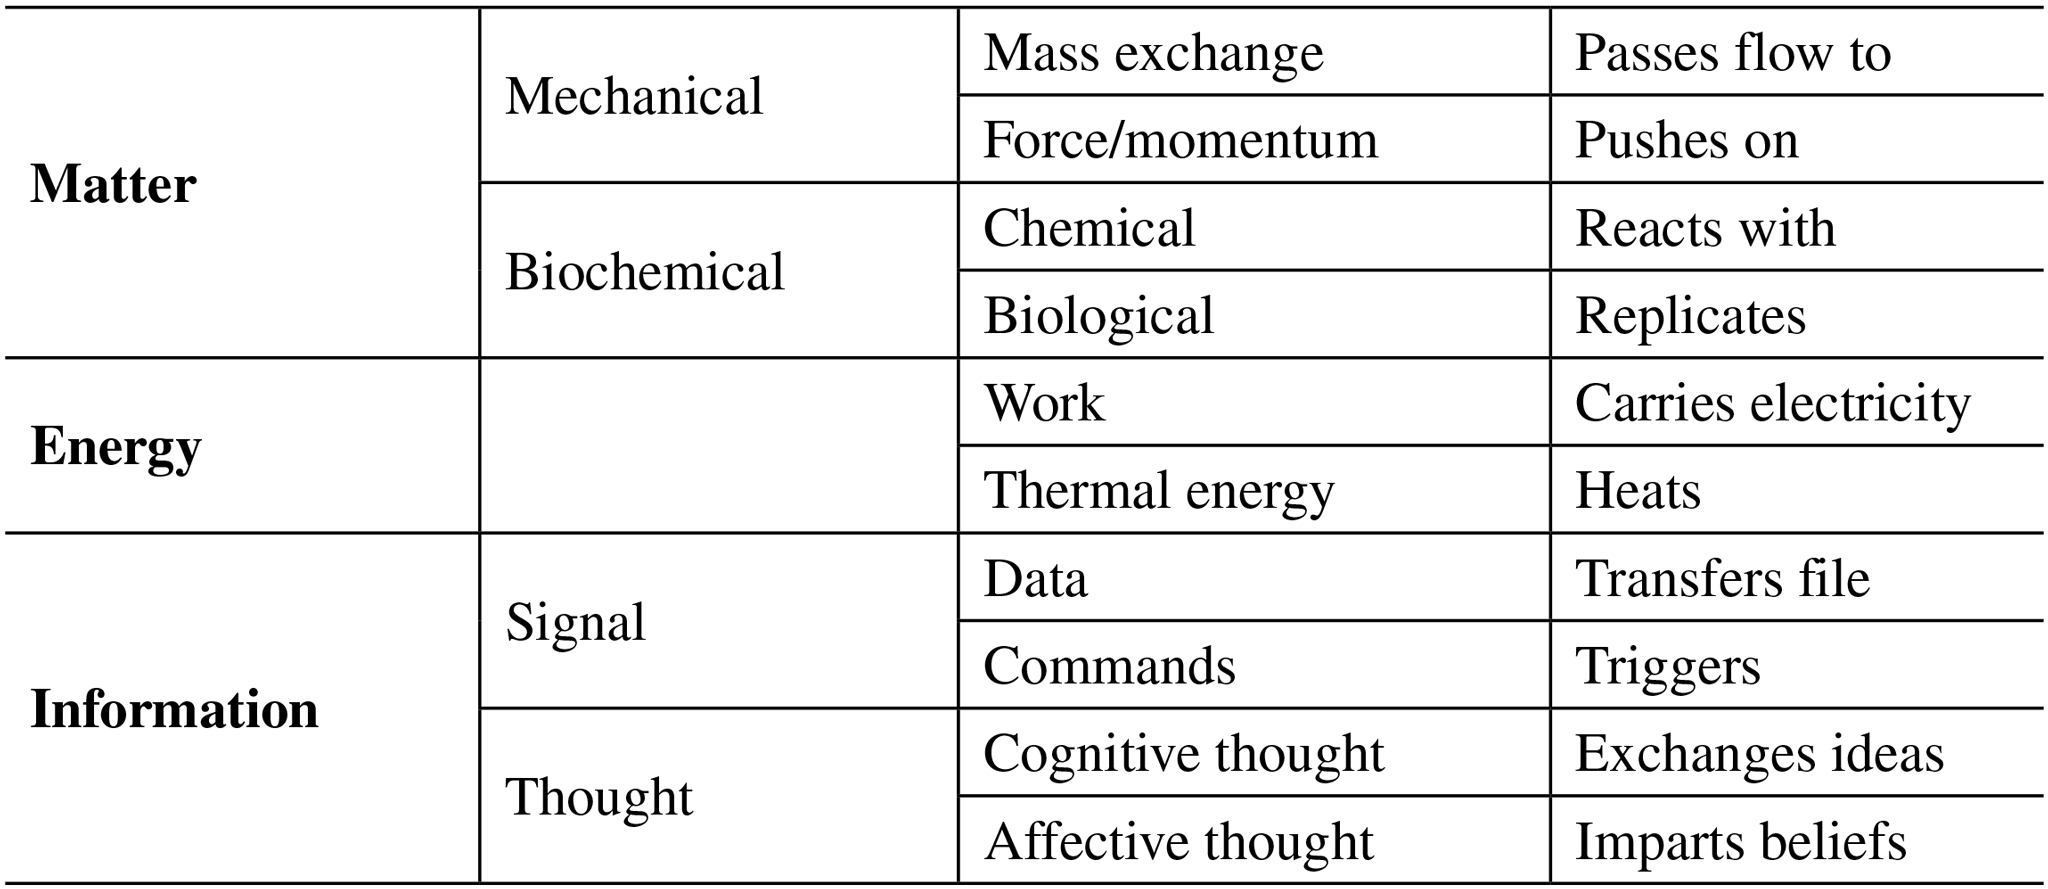 Matter
Mechanical
Mass exchange
Passes flow to
Force/momentum
Pushes on
Biochemical
Chemical
Reacts with
Biological
Replicates
Energy
Work
Carries electricity
Thermal energy
Heats
Information
Signal
Data
Transfers file
Commands
Triggers
Thought
Cognitive thought
Exchanges ideas
Affective thought
Imparts beliefs